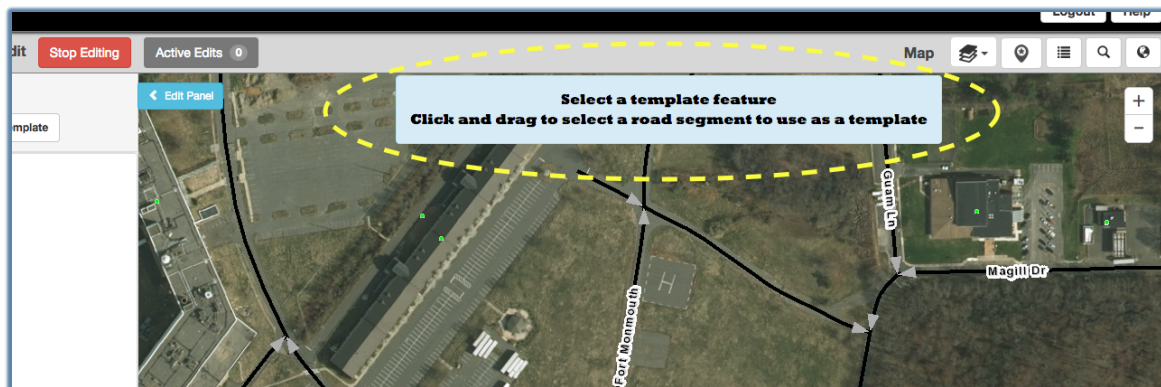 Logout Help
dit Stop Editing Active Edits 0 Map
Edit Panel
Select a template feature
Click and drag to select a road segment to use as a template
+
-
mplate
Guam Ln
Magill Dr
H
Fort Monmouth